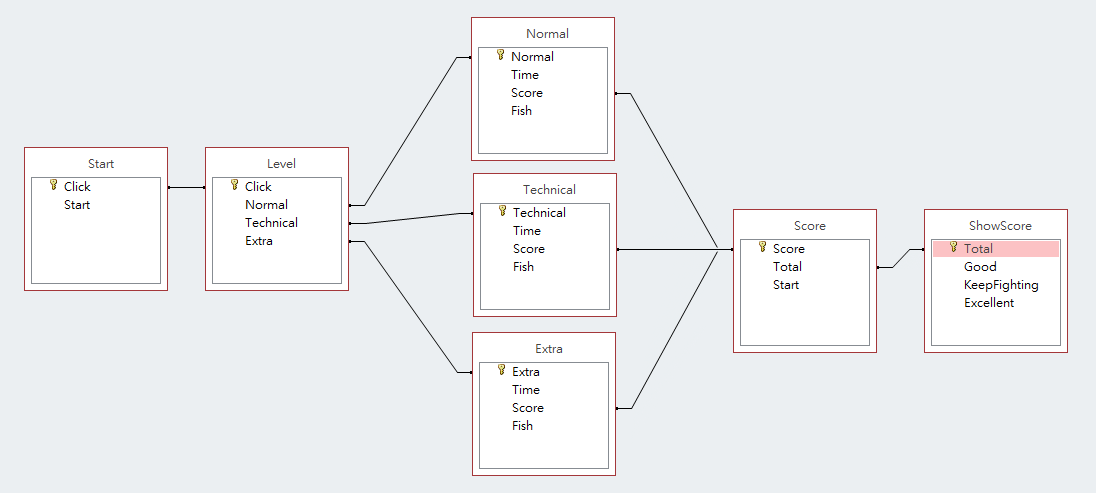 Start
Click
Start
Level
Click
Normal
Technical
Extra
Normal
Normal
Time
Score
Fish
Technical
Technical
Time
Score
Fish
Extra
Extra
Time
Score
Fish
Score
Score
Total
Start
ShowScore
Total
Good
KeepFighting
Excellent